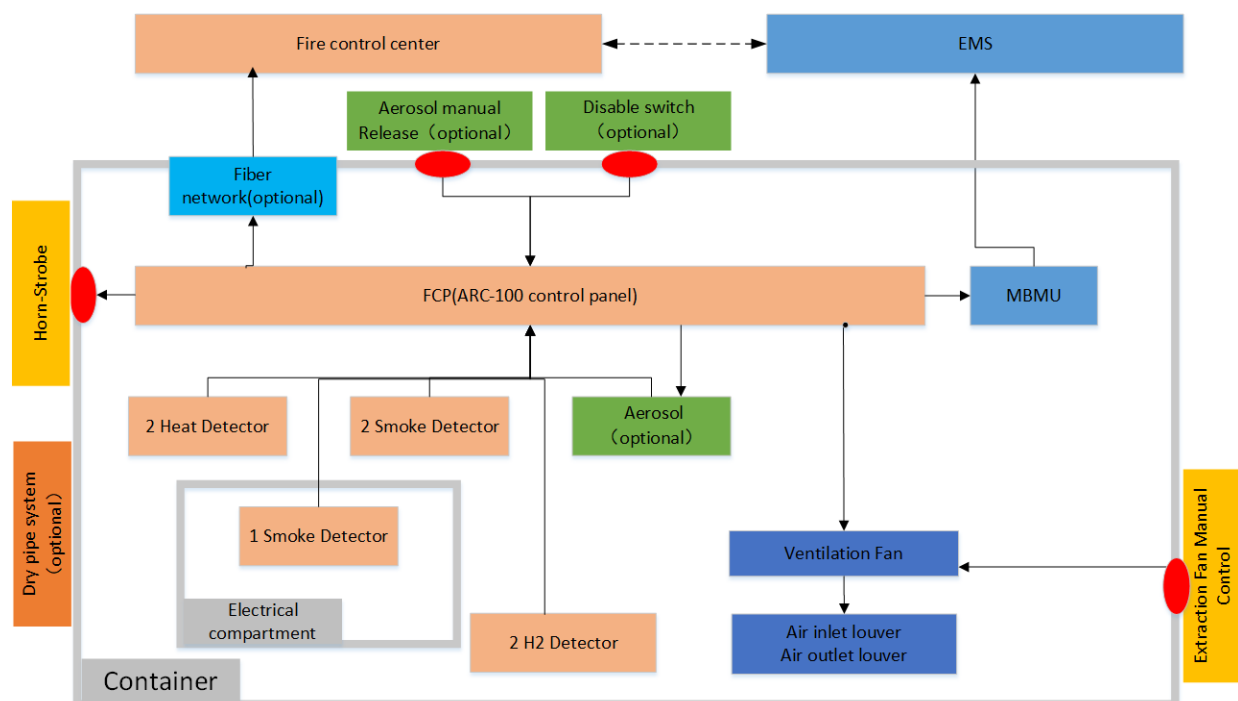 Fire control center
EMS
Aerosol manual
Release（optional）
Disable switch
（optional）
Fiber
network(optional)
Horn-Strobe
FCP(ARC-100 control panel)
MBMU
2 Heat Detector
2 Smoke Detector
Aerosol
（optional）
Dry pipe system
（optional）
1 Smoke Detector
Ventilation Fan
Extraction Fan Manual
Control
Electrical
compartment
2 H2 Detector
Air inlet louver
Air outlet louver
Container